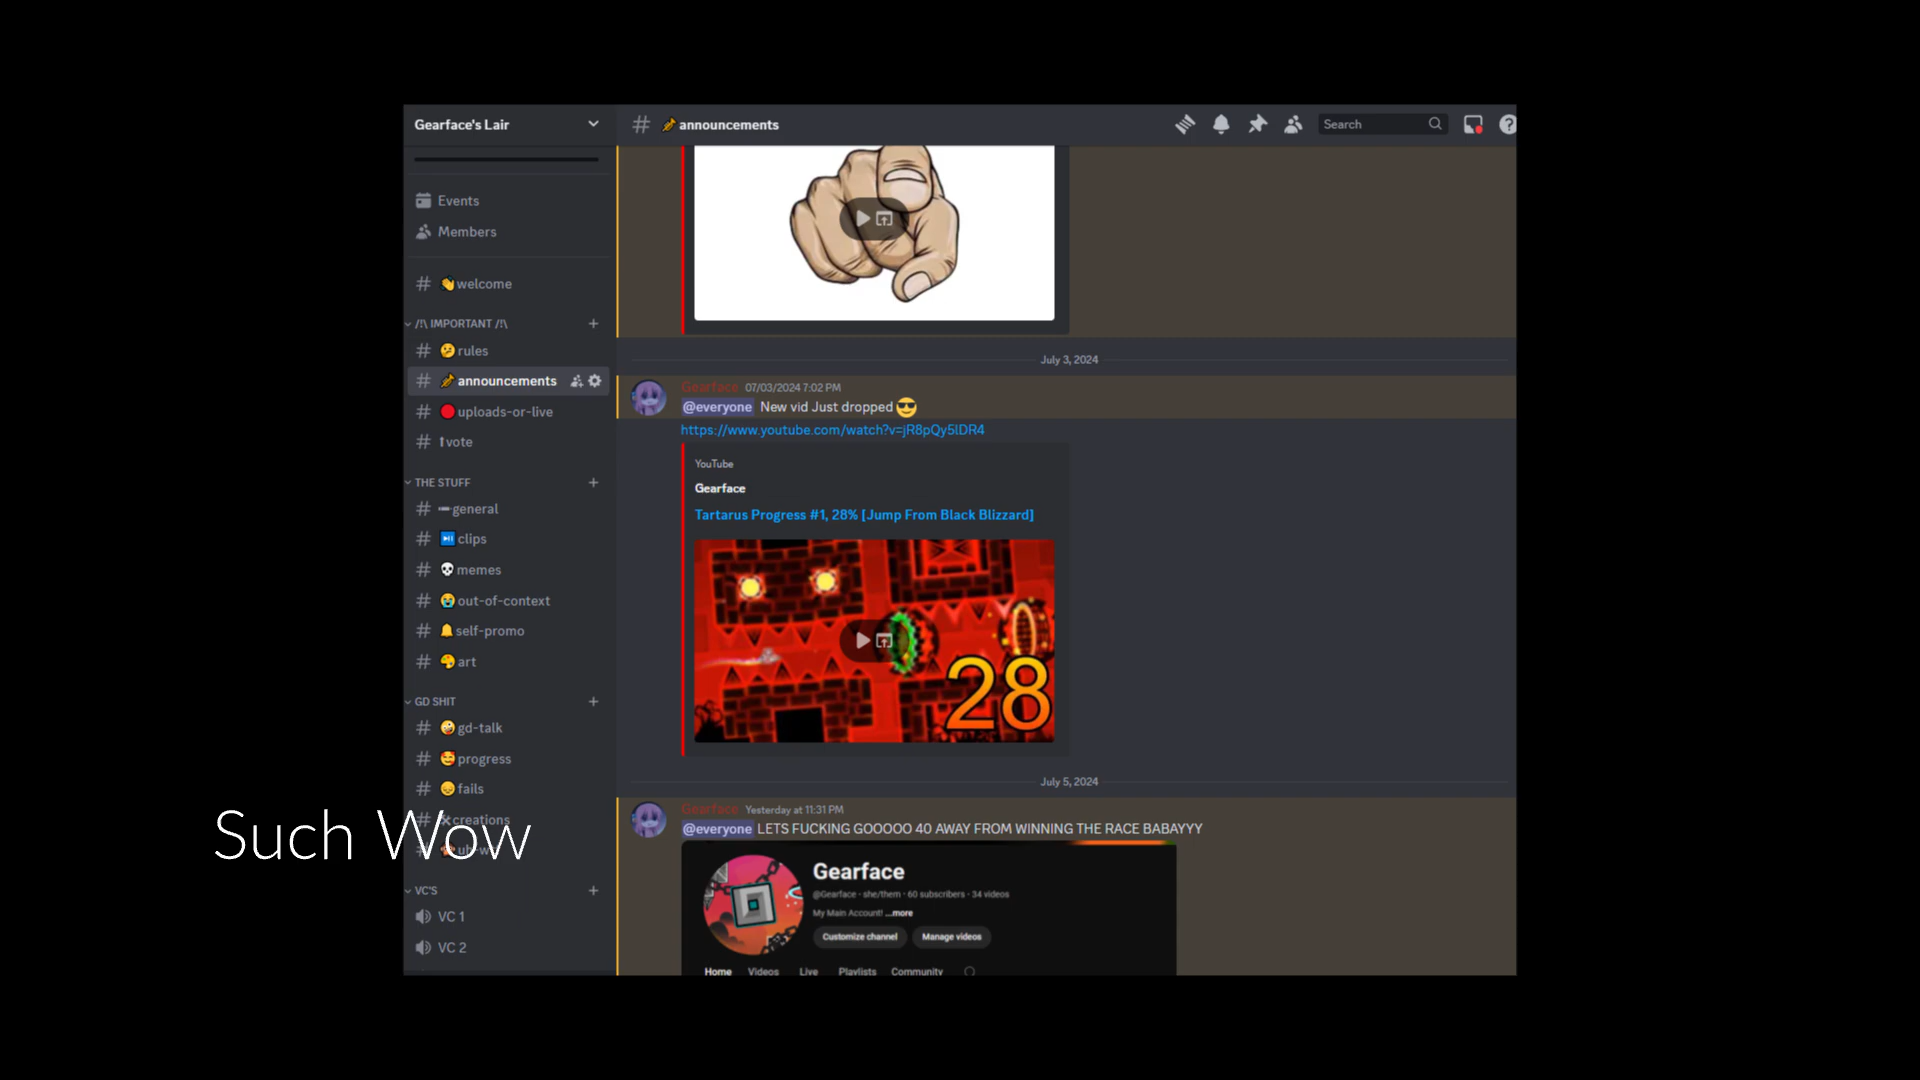 Gearface's Lair
announcements
Search
Events
Members
welcome
/!\ IMPORTANT /!\
rules
announcements
uploads-or-live
vote
THE STUFF
general
clips
memes
out-of-context
self-promo
art
GD SHIT
gd-talk
progress
fails
creations
VC'S
VC 1
VC 2
July 3, 2024
Gearface 07/03/2024 7:02 PM
@everyone New vid Just dropped
https://www.youtube.com/watch?v=jR8pQy5lDR4
YouTube
Gearface
Tartarus Progress #1, 28% [Jump From Black Blizzard]
28
July 5, 2024
Gearface Yesterday at 11:31 PM
@everyone LETS FUCKING GOOOOO 40 AWAY FROM WINNING THE RACE BABAYYY
Gearface
@Gearface · she/them · 60 subscribers · 34 videos
My Main Account! ...more
Customize channel Manage videos
Home Videos Live Playlists Community
Such Wow